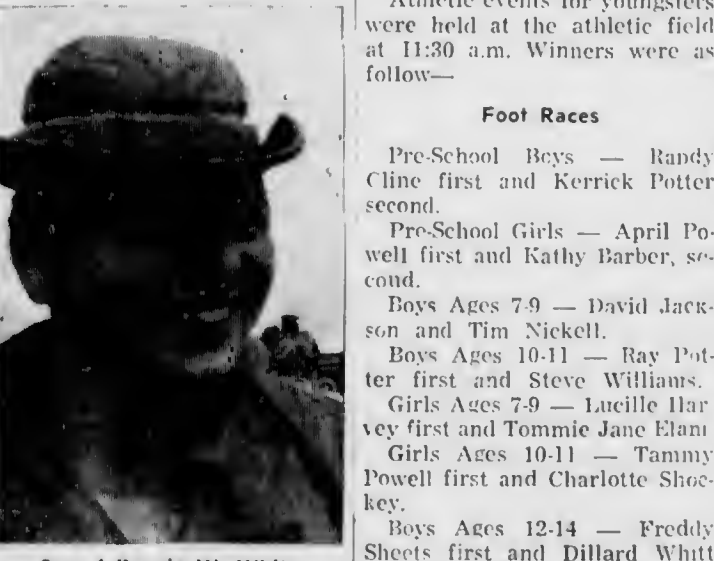 Athletic events for youngsters
were held at the athletic field
at 11:30 a.m. Winners were as
follow—
Foot Races
Pre-School Boys — Randy
Cline first and Kerrick Potter
second.
Pre-School Girls — April Po-
well first and Kathy Barber, se-
cond.
Boys Ages 7-9 — David Jack-
son and Tim Nickell.
Boys Ages 10-11 — Ray Pot-
ter first and Steve Williams.
Girls Ages 7-9 — Lucille Har
vey first and Tommie Jane Elam
Girls Ages 10-11 — Tammy
Powell first and Charlotte Shoc-
key.
Boys Ages 12-14 — Freddy
Sheets first and Dillard Whitt